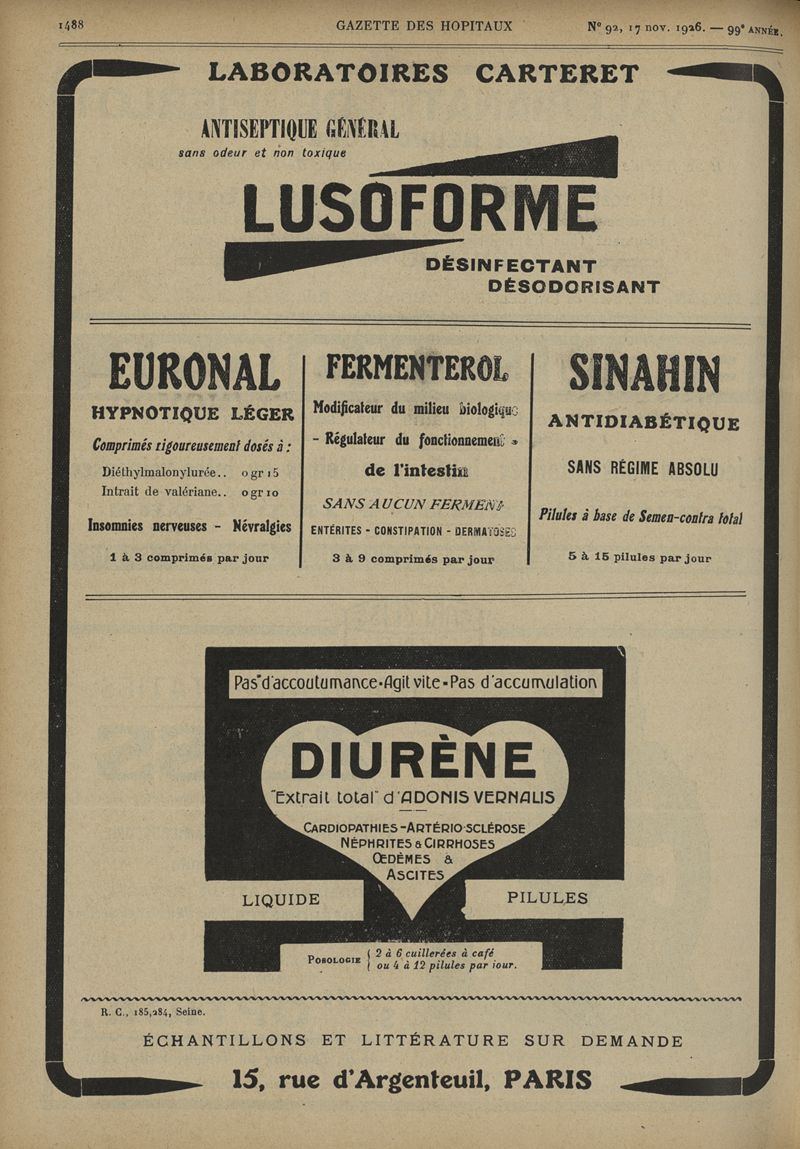 1488 GAZETTE DES HOPITAUX N° 92, 17 nov. 1926. — 99e ANNÉE.
LABORATOIRES CARTERET
ANTISEPTIQUE GÉNÉRAL
sans odeur et non toxique
LUSOFORME
DÉSINFECTANT
DÉSODORISANT
EURONAL
HYPNOTIQUE LÉGER
Comprimés rigoureusement dosés à :
Diéthylmalonylurée.. 0 gr 15
Intrait de valériane.. 0 gr 10
Insomnies nerveuses - Névralgies
1 à 3 comprimés par jour
FERMENTEROL
Modificateur du milieu biologique
- Régulateur du fonctionnement -
de l'intestin
SANS AUCUN FERMENT
ENTÉRITES - CONSTIPATION - DERMATOSES
3 à 9 comprimés par jour
SINAHIN
ANTIDIABÉTIQUE
SANS RÉGIME ABSOLU
Pilules à base de Semen-contra total
5 à 15 pilules par jour
Pas d'accoutumance - Agit vite - Pas d'accumulation
DIURÈNE
"Extrait total" d'ADONIS VERNALIS
CARDIOPATHIES - ARTÉRIO-SCLÉROSE
NÉPHRITES & CIRRHOSES
ŒDÈMES &
ASCITES
LIQUIDE PILULES
POSOLOGIE { 2 à 6 cuillerées à café
ou 4 à 12 pilules par jour.
R. C., 185,284, Seine.
ÉCHANTILLONS ET LITTÉRATURE SUR DEMANDE
15, rue d'Argenteuil, PARIS